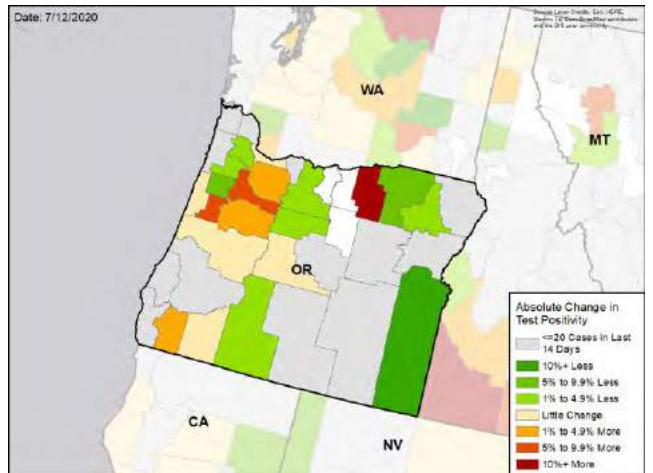 Date: 7/12/2020
WA
MT
OR
CA
NV
Absolute Change in
Test Positivity
<=20 Cases in Last
14 Days
10%+ Less
5% to 9.9% Less
1% to 4.9% Less
Little Change
1% to 4.9% More
5% to 9.9% More
10%+ More